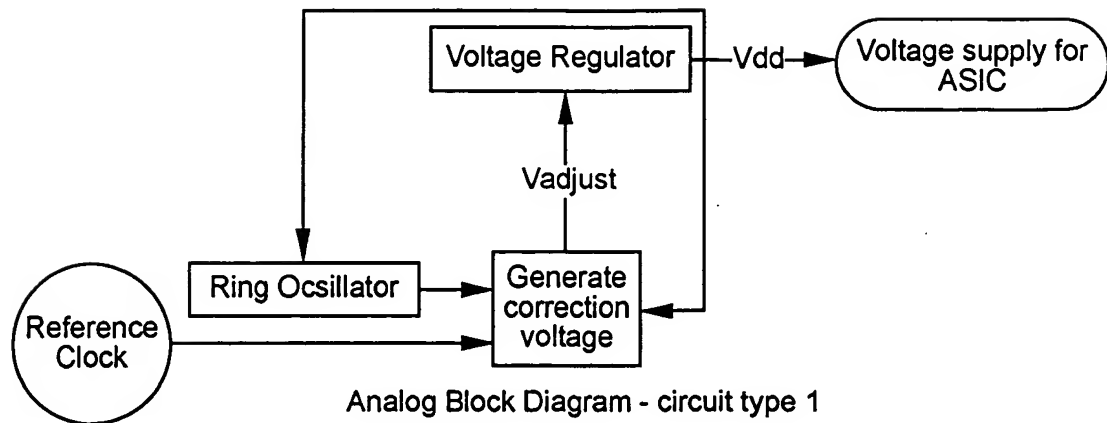 Voltage Regulator
Vdd
Voltage supply for
ASIC
Vadjust
Ring Ocsillator
Generate
correction
voltage
Reference
Clock
Analog Block Diagram - circuit type 1